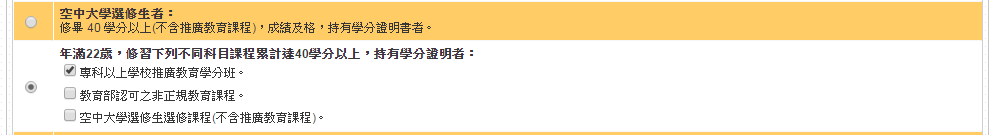 空中大學選修生者：
修畢 40 學分以上(不含推廣教育課程)，成績及格，持有學分證明書者。
年滿22歲，修習下列不同科目課程累計達40學分以上，持有學分證明者：
專科以上學校推廣教育學分班。
教育部認可之非正規教育課程。
空中大學選修生選修課程(不含推廣教育課程)。